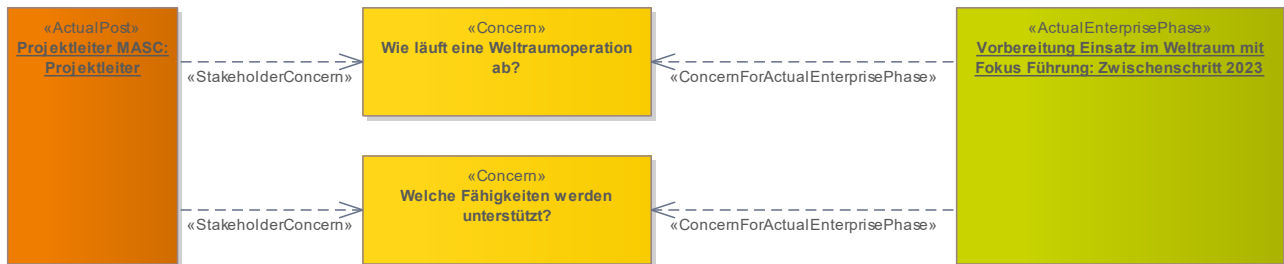 «ActualPost»
Projektleiter MASC:
Projektleiter
«StakeholderConcern»
«StakeholderConcern»
«Concern»
Wie läuft eine Weltraumoperation
ab?
«Concern»
Welche Fähigkeiten werden
unterstützt?
«ConcernForActualEnterprisePhase»
«ConcernForActualEnterprisePhase»
«ActualEnterprisePhase»
Vorbereitung Einsatz im Weltraum mit
Fokus Führung: Zwischenschritt 2023